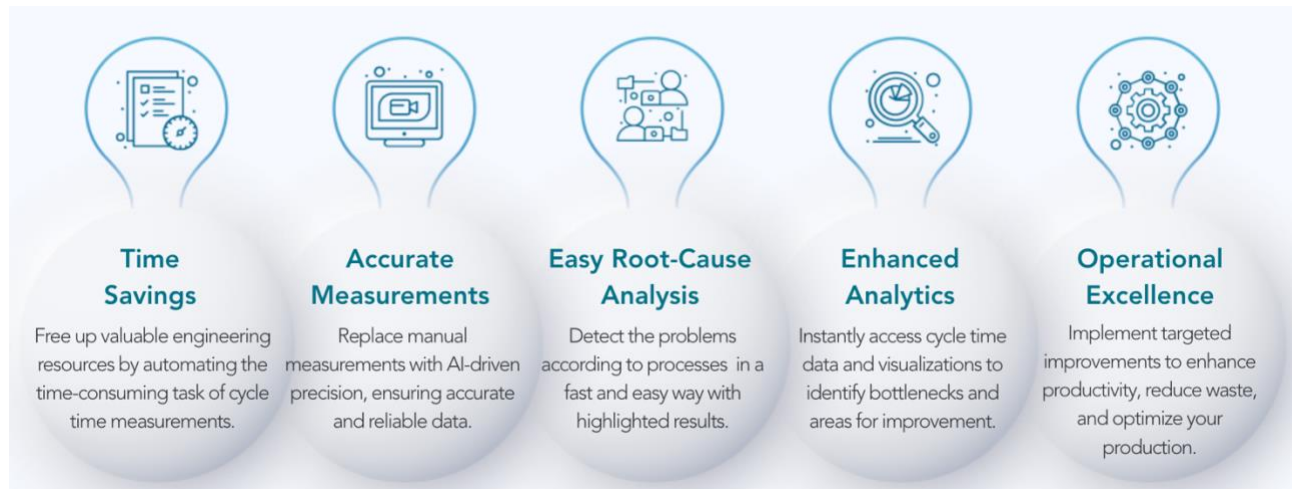 Time
Savings
Free up valuable engineering
resources by automating the
time-consuming task of cycle
time measurements.
Accurate
Measurements
Replace manual
measurements with AI-driven
precision, ensuring accurate
and reliable data.
Easy Root-Cause
Analysis
Detect the problems
according to processes in a
fast and easy way with
highlighted results.
Enhanced
Analytics
Instantly access cycle time
data and visualizations to
identify bottlenecks and
areas for improvement.
Operational
Excellence
Implement targeted
improvements to enhance
productivity, reduce waste,
and optimize your
production.